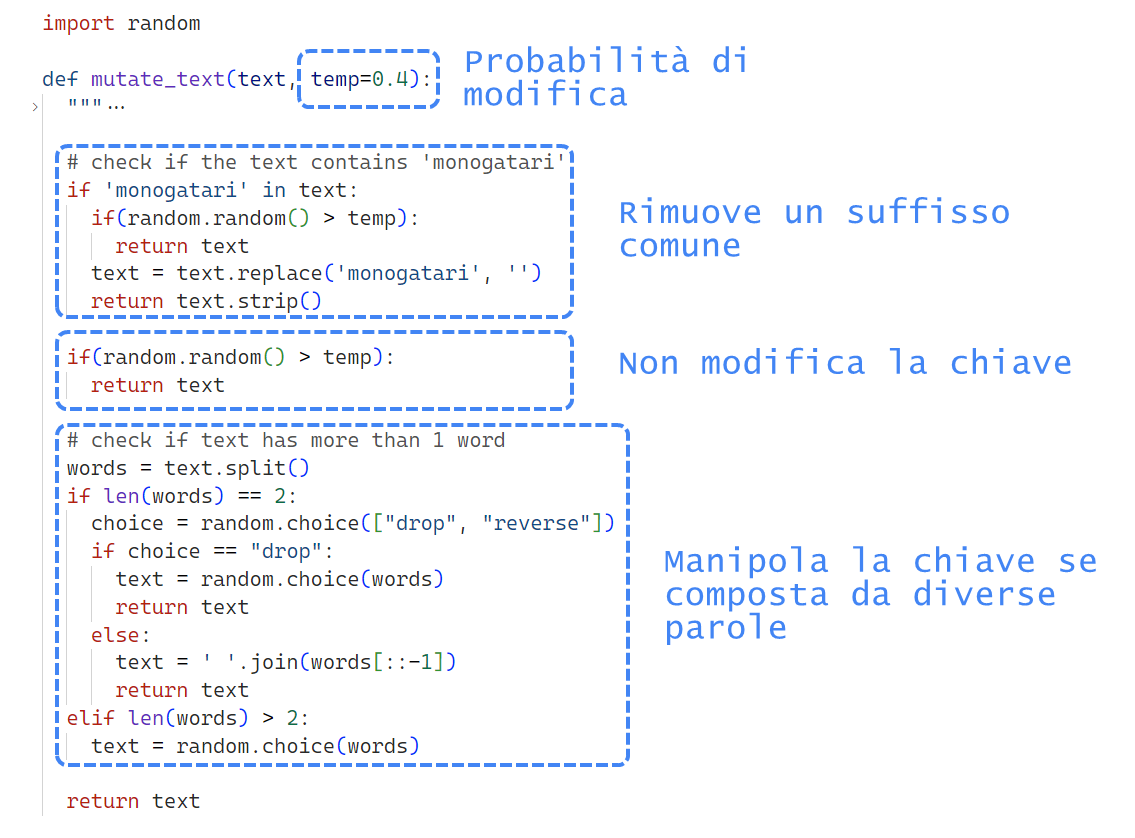 import random
def mutate_text(text, temp=0.4):
"""…
# check if the text contains 'monogatari'
if 'monogatari' in text:
if(random.random() > temp):
return text
text = text.replace('monogatari', '')
return text.strip()
if(random.random() > temp):
return text
# check if text has more than 1 word
words = text.split()
if len(words) == 2:
choice = random.choice(["drop", "reverse"])
if choice == "drop":
text = random.choice(words)
return text
else:
text = ' '.join(words[::-1])
return text
elif len(words) > 2:
text = random.choice(words)
return text
Probabilità di
modifica
Rimuove un suffisso
comune
Non modifica la chiave
Manipola la chiave se
composta da diverse
parole